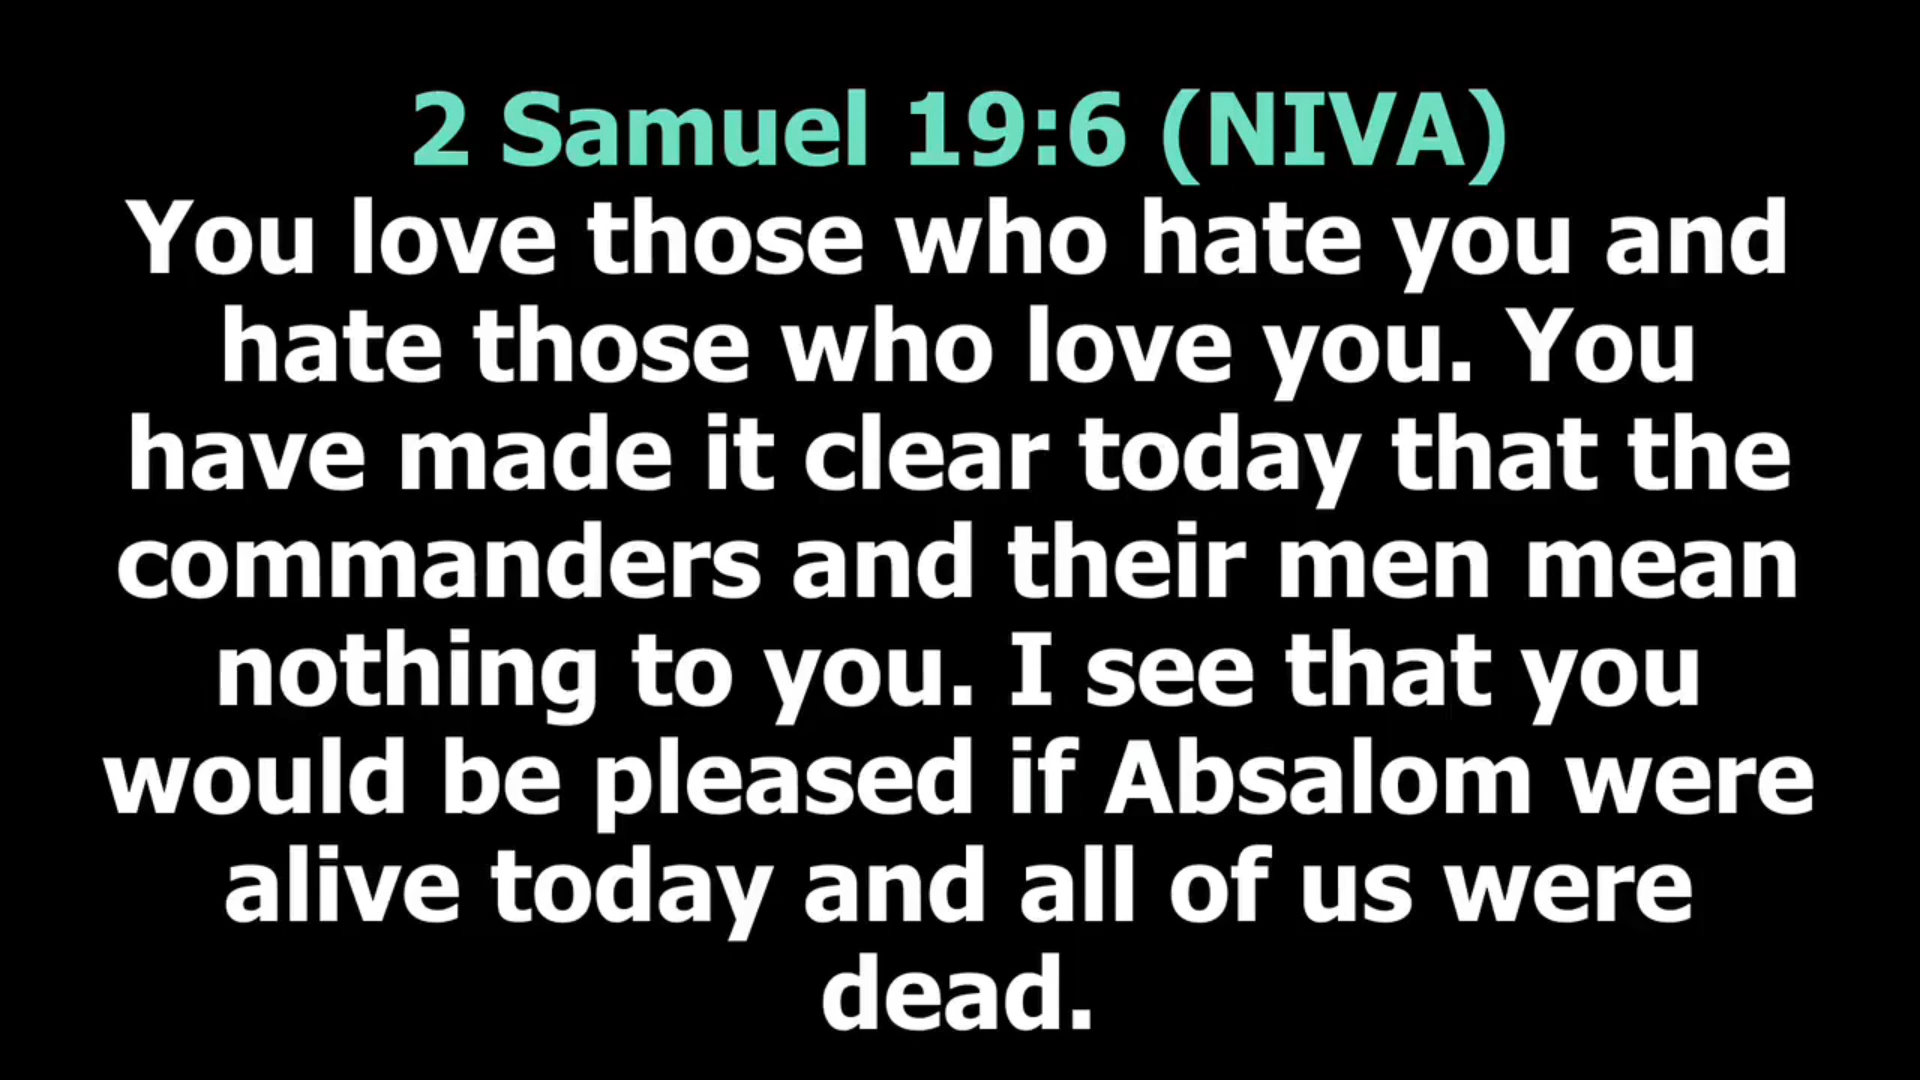 2 Samuel 19:6 (NIVA)
You love those who hate you and
hate those who love you. You
have made it clear today that the
commanders and their men mean
nothing to you. I see that you
would be pleased if Absalom were
alive today and all of us were
dead.